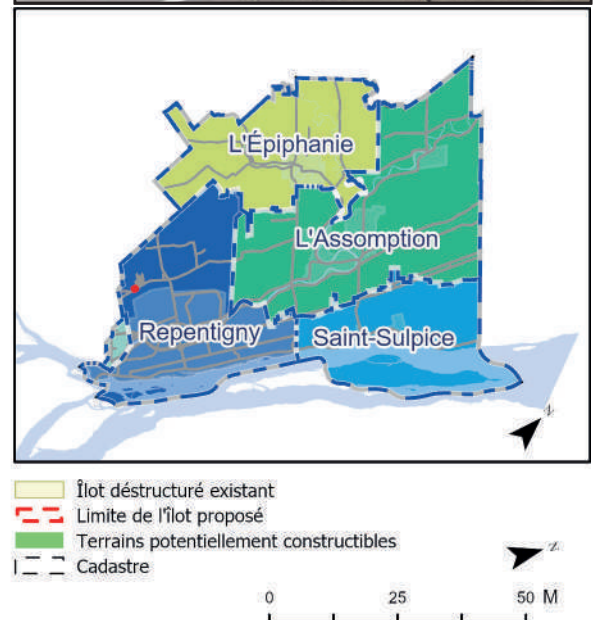 L'Épiphanie
L'Assomption
Repentigny
Saint-Sulpice
N
Îlot déstructuré existant
Limite de l'îlot proposé
Terrains potentiellement constructibles
Cadastre
N
0 25 50 M